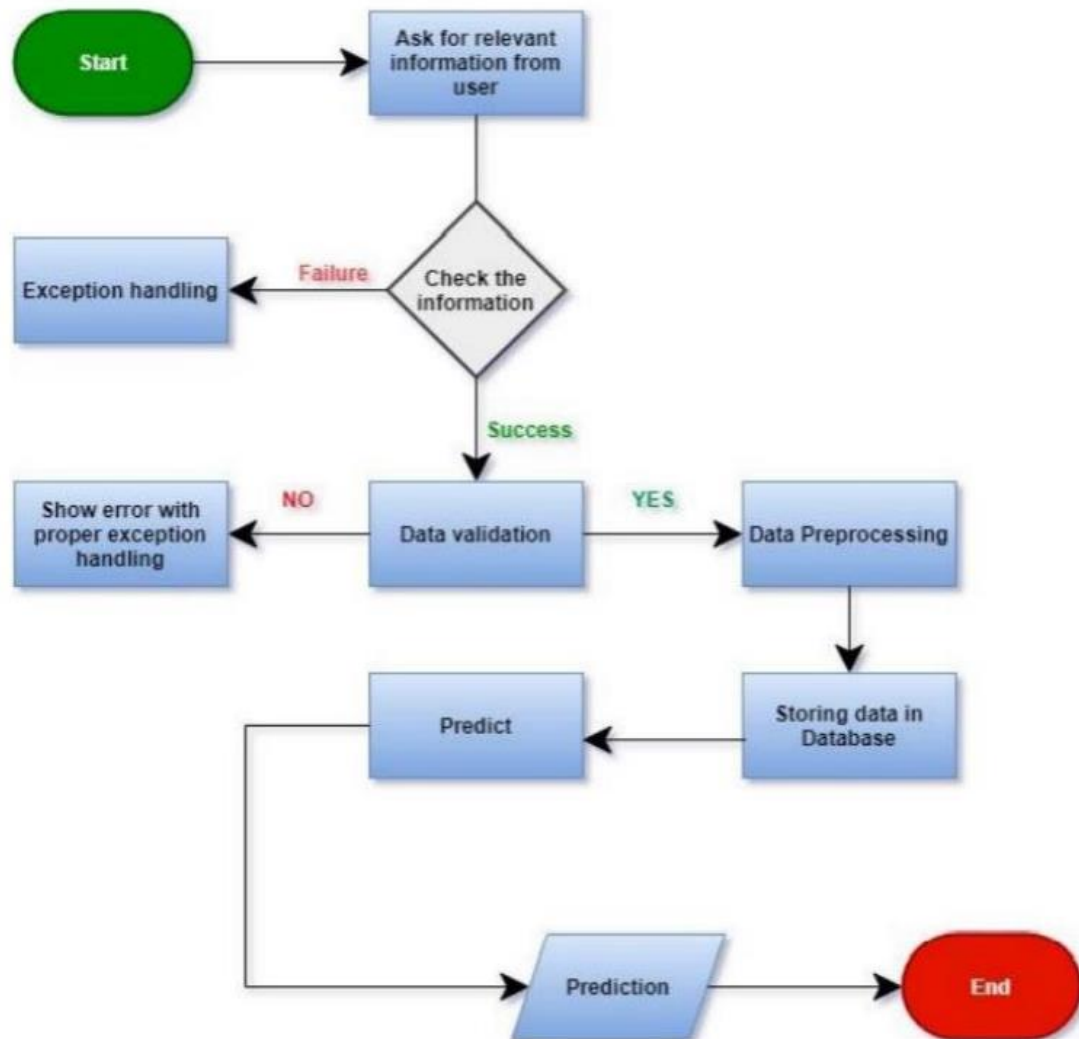 Start
Ask for relevant
information from
user
Exception handling
Failure
Check the
information
Success
Show error with
proper exception
handling
NO
Data validation
YES
Data Preprocessing
Predict
Storing data in
Database
Prediction
End